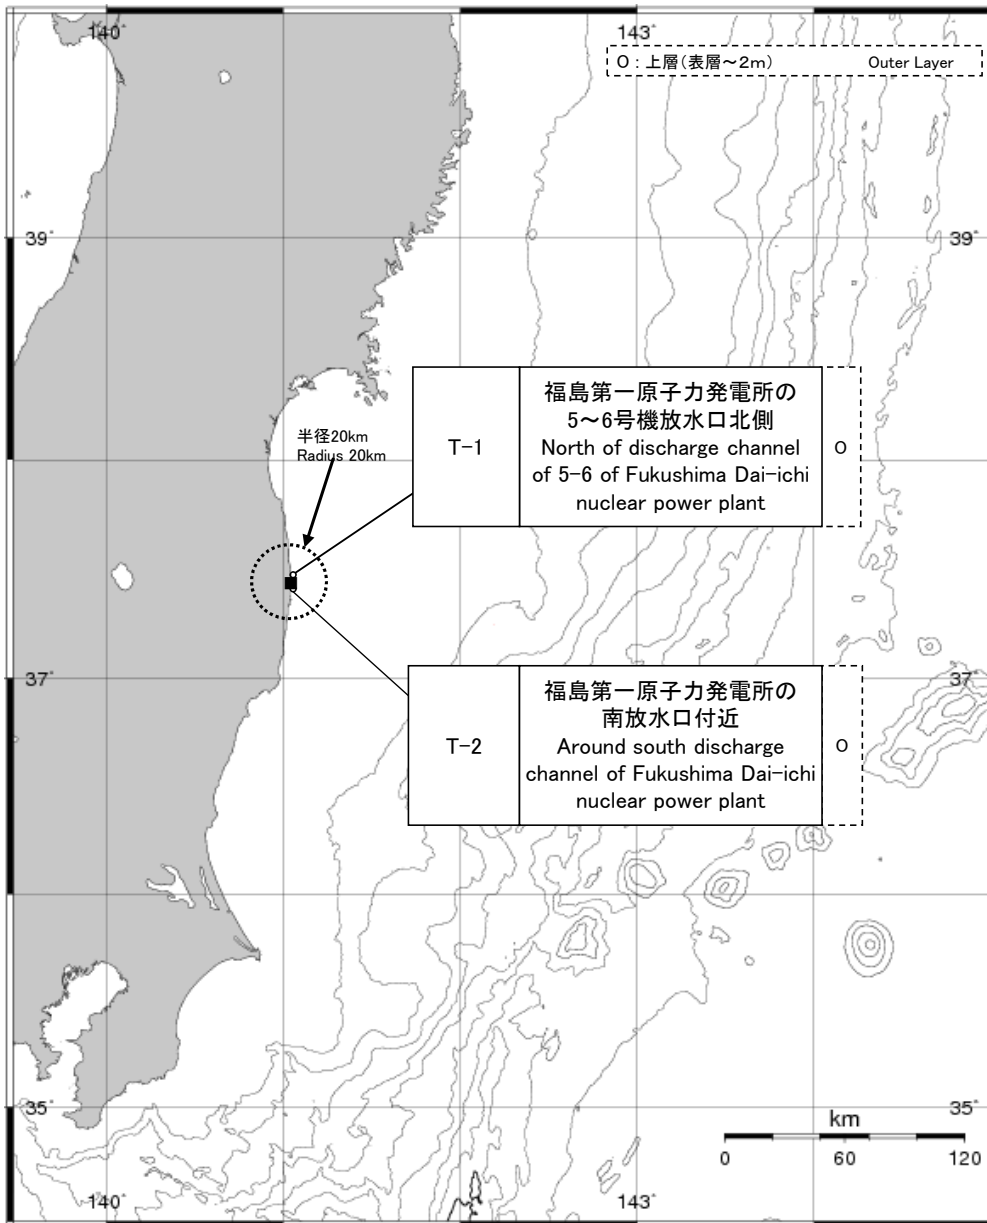 140°
143°
O : 上層(表層～2m) Outer Layer
39°
39°
半径20km
Radius 20km
T-1
福島第一原子力発電所の
5～6号機放水口北側
North of discharge channel
of 5-6 of Fukushima Dai-ichi
nuclear power plant
O
37°
37°
T-2
福島第一原子力発電所の
南放水口付近
Around south discharge
channel of Fukushima Dai-ichi
nuclear power plant
O
35°
35°
km
0 60 120
140°
143°